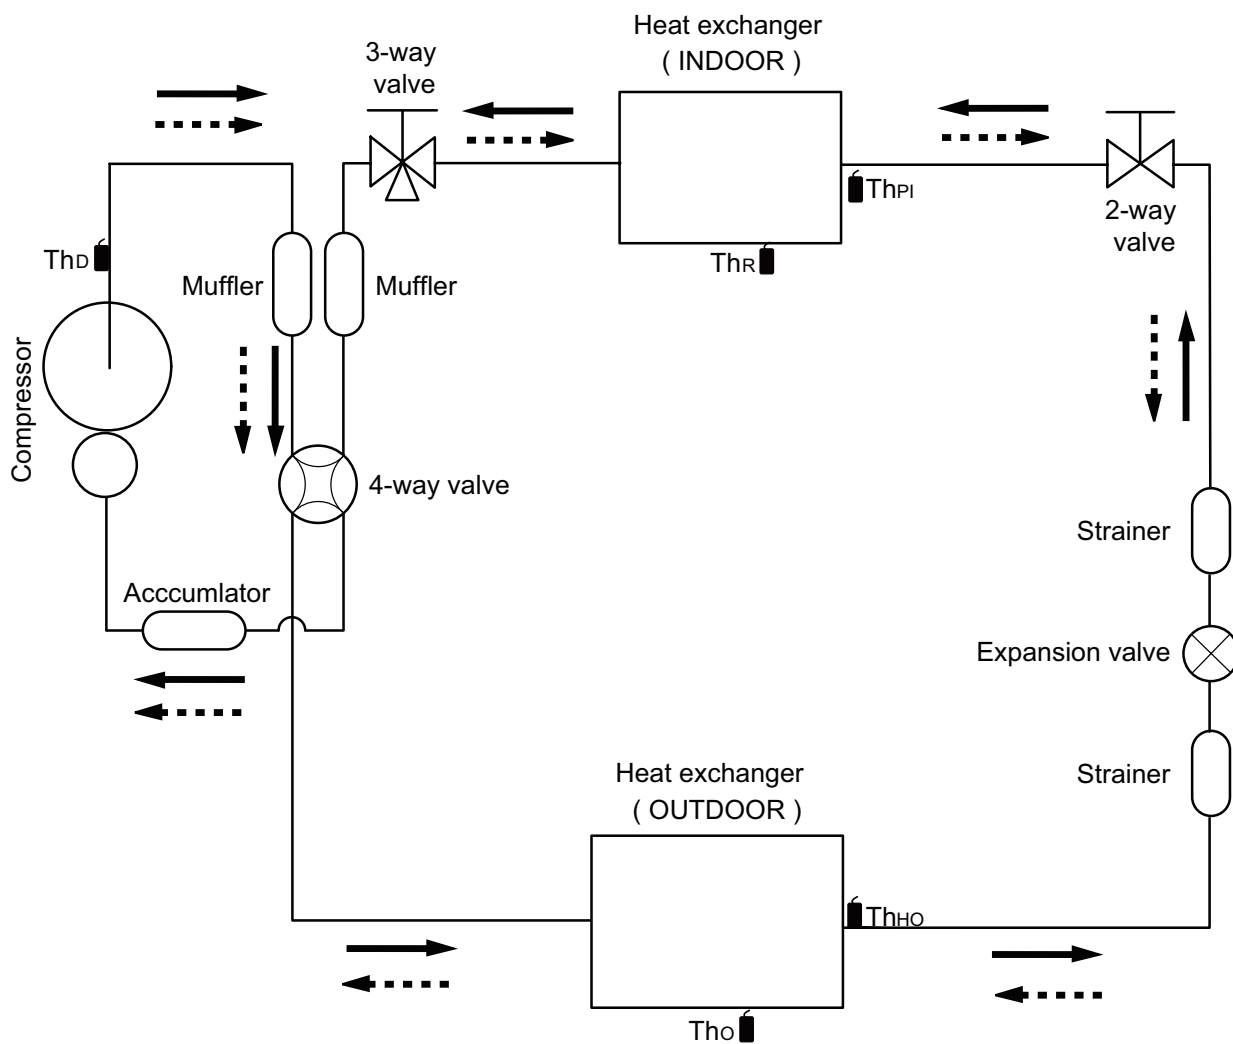 Heat exchanger
( INDOOR )
3-way
valve
ThPI
2-way
valve
ThD
ThR
Muffler
Muffler
Compressor
4-way valve
Strainer
Acccumlator
Expansion valve
Heat exchanger
( OUTDOOR )
Strainer
ThHO
ThO